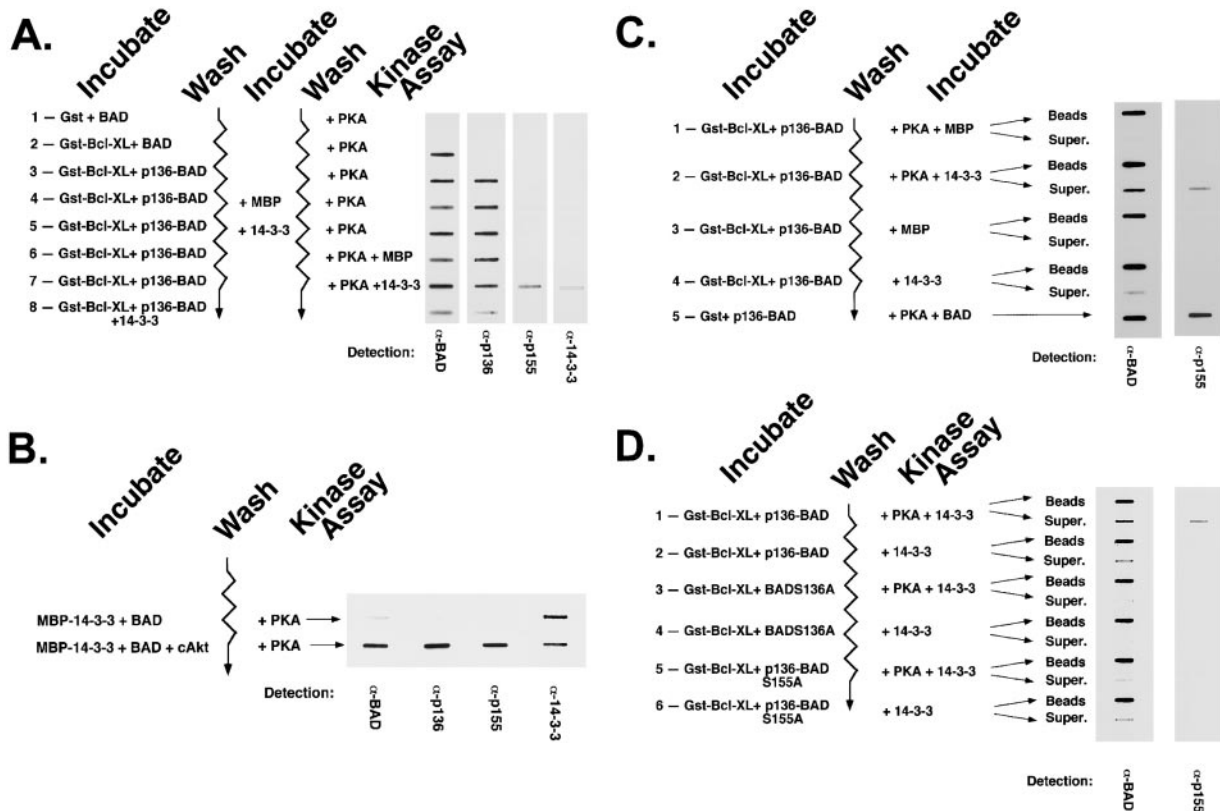 A.
Incubate
Wash
Incubate
Wash
Kinase
Assay
1 — Gst + BAD
+ PKA
2 — Gst-Bcl-XL+ BAD
+ PKA
3 — Gst-Bcl-XL+ p136-BAD
+ PKA
4 — Gst-Bcl-XL+ p136-BAD
+ MBP
+ PKA
5 — Gst-Bcl-XL+ p136-BAD
+ 14-3-3
+ PKA
6 — Gst-Bcl-XL+ p136-BAD
+ PKA + MBP
7 — Gst-Bcl-XL+ p136-BAD
+ PKA +14-3-3
8 — Gst-Bcl-XL+ p136-BAD
+14-3-3
Detection:
α-BAD
α-p136
α-p155
α-14-3-3
B.
Incubate
Wash
Kinase
Assay
MBP-14-3-3 + BAD
+ PKA
MBP-14-3-3 + BAD + cAkt
+ PKA
Detection:
α-BAD
α-p136
α-p155
α-14-3-3
C.
Incubate
Wash
Incubate
1 — Gst-Bcl-XL+ p136-BAD
+ PKA + MBP
Beads
Super.
2 — Gst-Bcl-XL+ p136-BAD
+ PKA + 14-3-3
Beads
Super.
3 — Gst-Bcl-XL+ p136-BAD
+ MBP
Beads
Super.
4 — Gst-Bcl-XL+ p136-BAD
+ 14-3-3
Beads
Super.
5 — Gst+ p136-BAD
+ PKA + BAD
Detection:
α-BAD
α-p155
D.
Incubate
Wash
Kinase
Assay
1 — Gst-Bcl-XL+ p136-BAD
+ PKA + 14-3-3
Beads
Super.
2 — Gst-Bcl-XL+ p136-BAD
+ 14-3-3
Beads
Super.
3 — Gst-Bcl-XL+ BADS136A
+ PKA + 14-3-3
Beads
Super.
4 — Gst-Bcl-XL+ BADS136A
+ 14-3-3
Beads
Super.
5 — Gst-Bcl-XL+ p136-BAD
S155A
+ PKA + 14-3-3
Beads
Super.
6 — Gst-Bcl-XL+ p136-BAD
S155A
+ 14-3-3
Beads
Super.
Detection:
α-BAD
α-p155